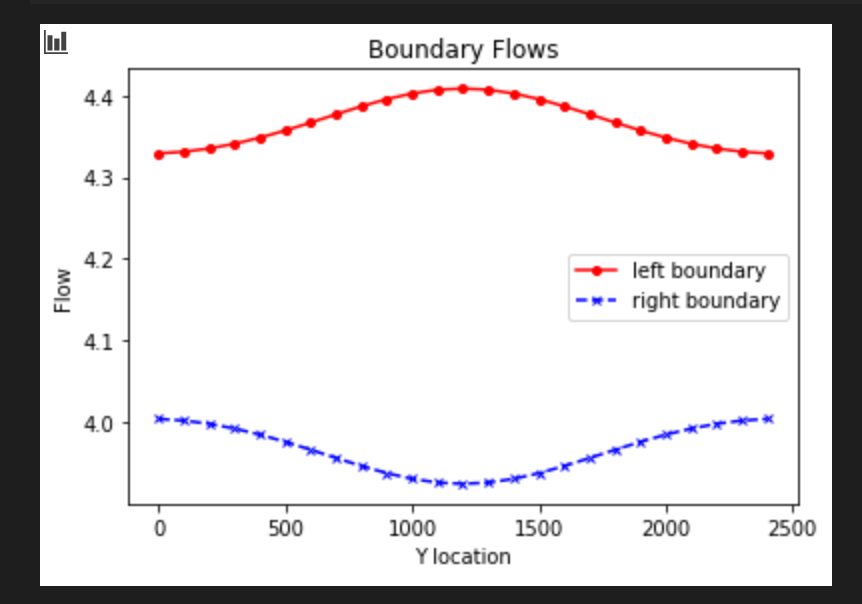 Boundary Flows
4.4
4.3
4.2
4.1
4.0
Flow
left boundary
right boundary
0 500 1000 1500 2000 2500
Y location